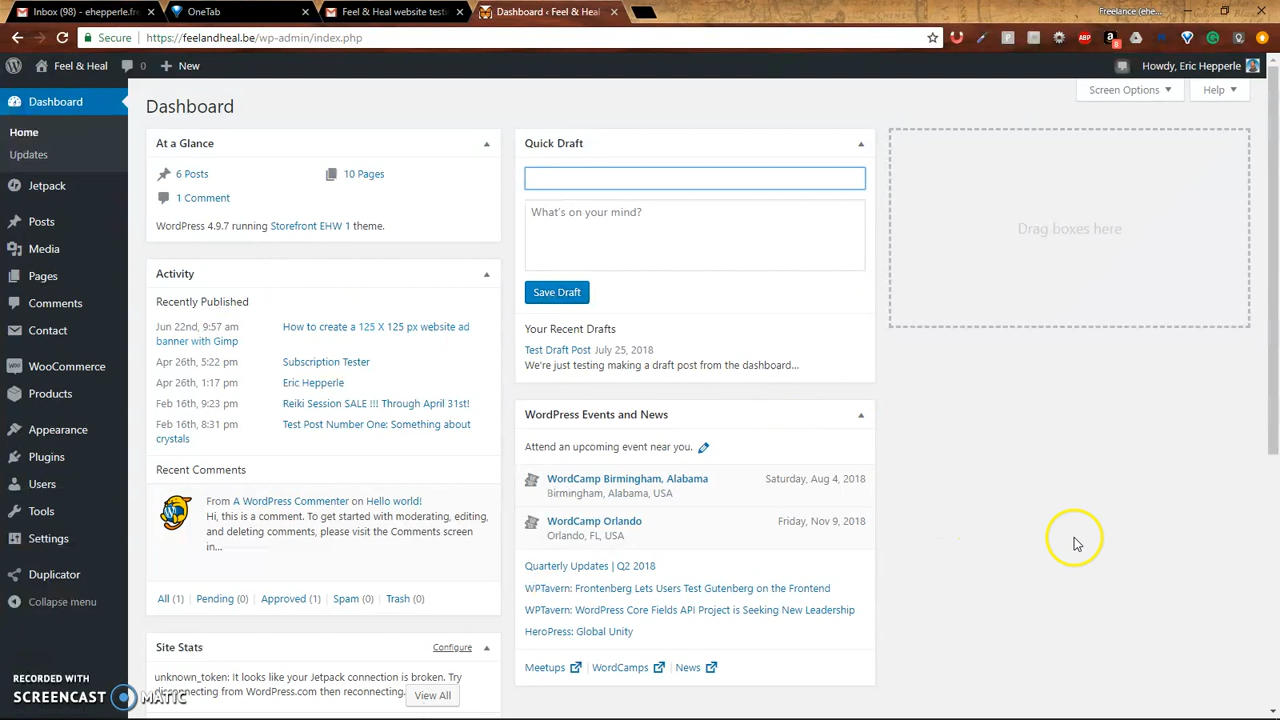 Inbox (98) - ehepperle.fr
OneTab
Feel & Heal website teste
Dashboard ‹ Feel & Heal
Freelance (ehe...
Secure
https://feelandheal.be/wp-admin/index.php
ABP
8
Feel & Heal
0
New
Howdy, Eric Hepperle
Dashboard
Home
Updates
Jetpack
Posts
Media
Pages
Comments
Contact
WooCommerce
Products
Appearance
Plugins
Users
Tools
Settings
Duplicator
Collapse menu
Dashboard
Screen Options
Help
At a Glance
6 Posts
10 Pages
1 Comment
WordPress 4.9.7 running Storefront EHW 1 theme.
Activity
Recently Published
Jun 22nd, 9:57 am How to create a 125 X 125 px website ad
banner with Gimp
Apr 26th, 5:22 pm Subscription Tester
Apr 26th, 1:17 pm Eric Hepperle
Feb 16th, 9:23 pm Reiki Session SALE !!! Through April 31st!
Feb 16th, 8:31 pm Test Post Number One: Something about
crystals
Recent Comments
From A WordPress Commenter on Hello world!
Hi, this is a comment. To get started with moderating, editing,
and deleting comments, please visit the Comments screen
in...
All (1)
Pending (0)
Approved (1)
Spam (0)
Trash (0)
Site Stats
Configure
unknown_token: It looks like your Jetpack connection is broken. Try
disconnecting from WordPress.com then reconnecting.
View All
Quick Draft
What's on your mind?
Save Draft
Your Recent Drafts
Test Draft Post July 25, 2018
We're just testing making a draft post from the dashboard...
WordPress Events and News
Attend an upcoming event near you.
WordCamp Birmingham, Alabama
Saturday, Aug 4, 2018
Birmingham, Alabama, USA
WordCamp Orlando
Friday, Nov 9, 2018
Orlando, FL, USA
Quarterly Updates | Q2 2018
WPTavern: Frontenberg Lets Users Test Gutenberg on the Frontend
WPTavern: WordPress Core Fields API Project is Seeking New Leadership
HeroPress: Global Unity
Meetups
WordCamps
News
Drag boxes here
RECORDED WITH
SCREENCAST MATIC